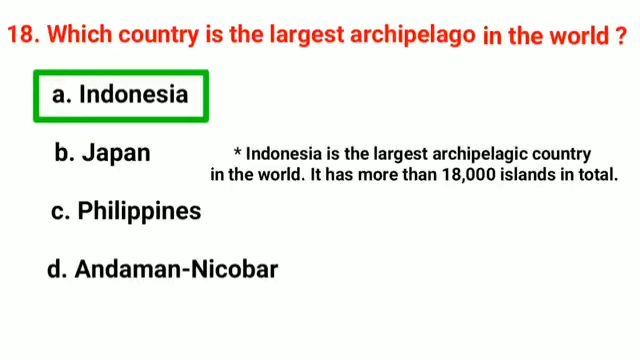 18. Which country is the largest archipelago in the world ?
a. Indonesia
b. Japan
* Indonesia is the largest archipelagic country
in the world. It has more than 18,000 islands in total.
c. Philippines
d. Andaman-Nicobar